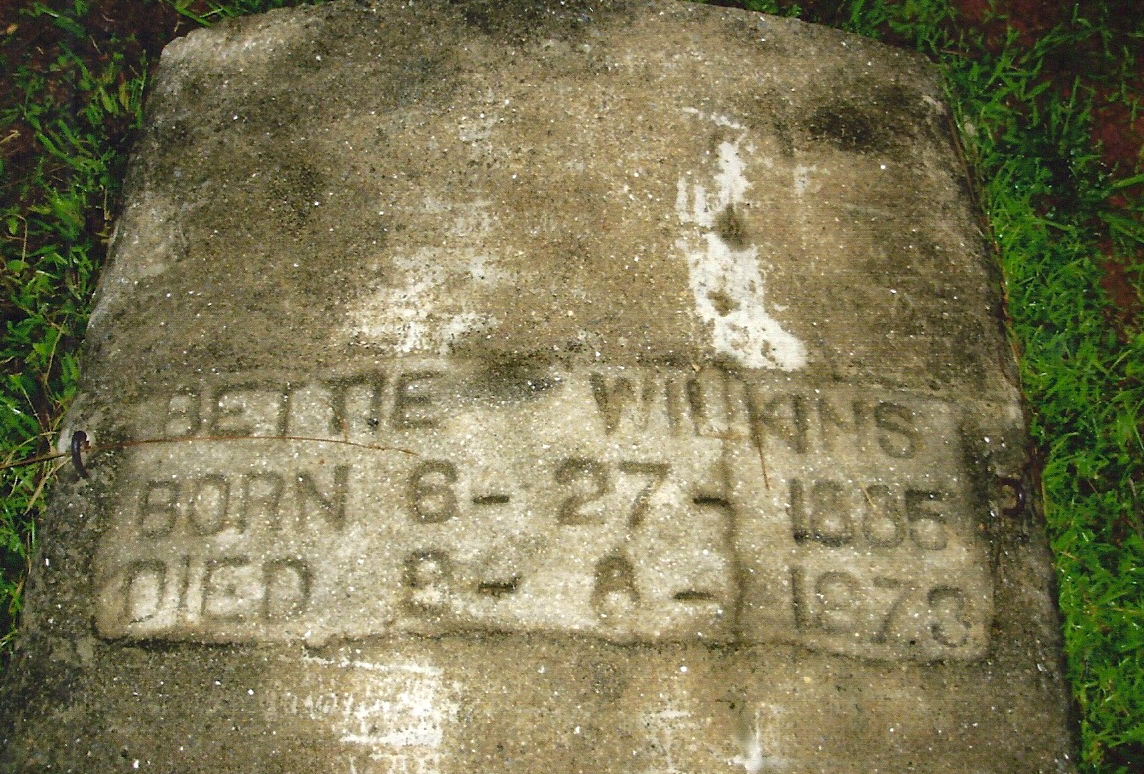 BETTIE WILKINS
BORN 6- 27- 1885
DIED - 8-